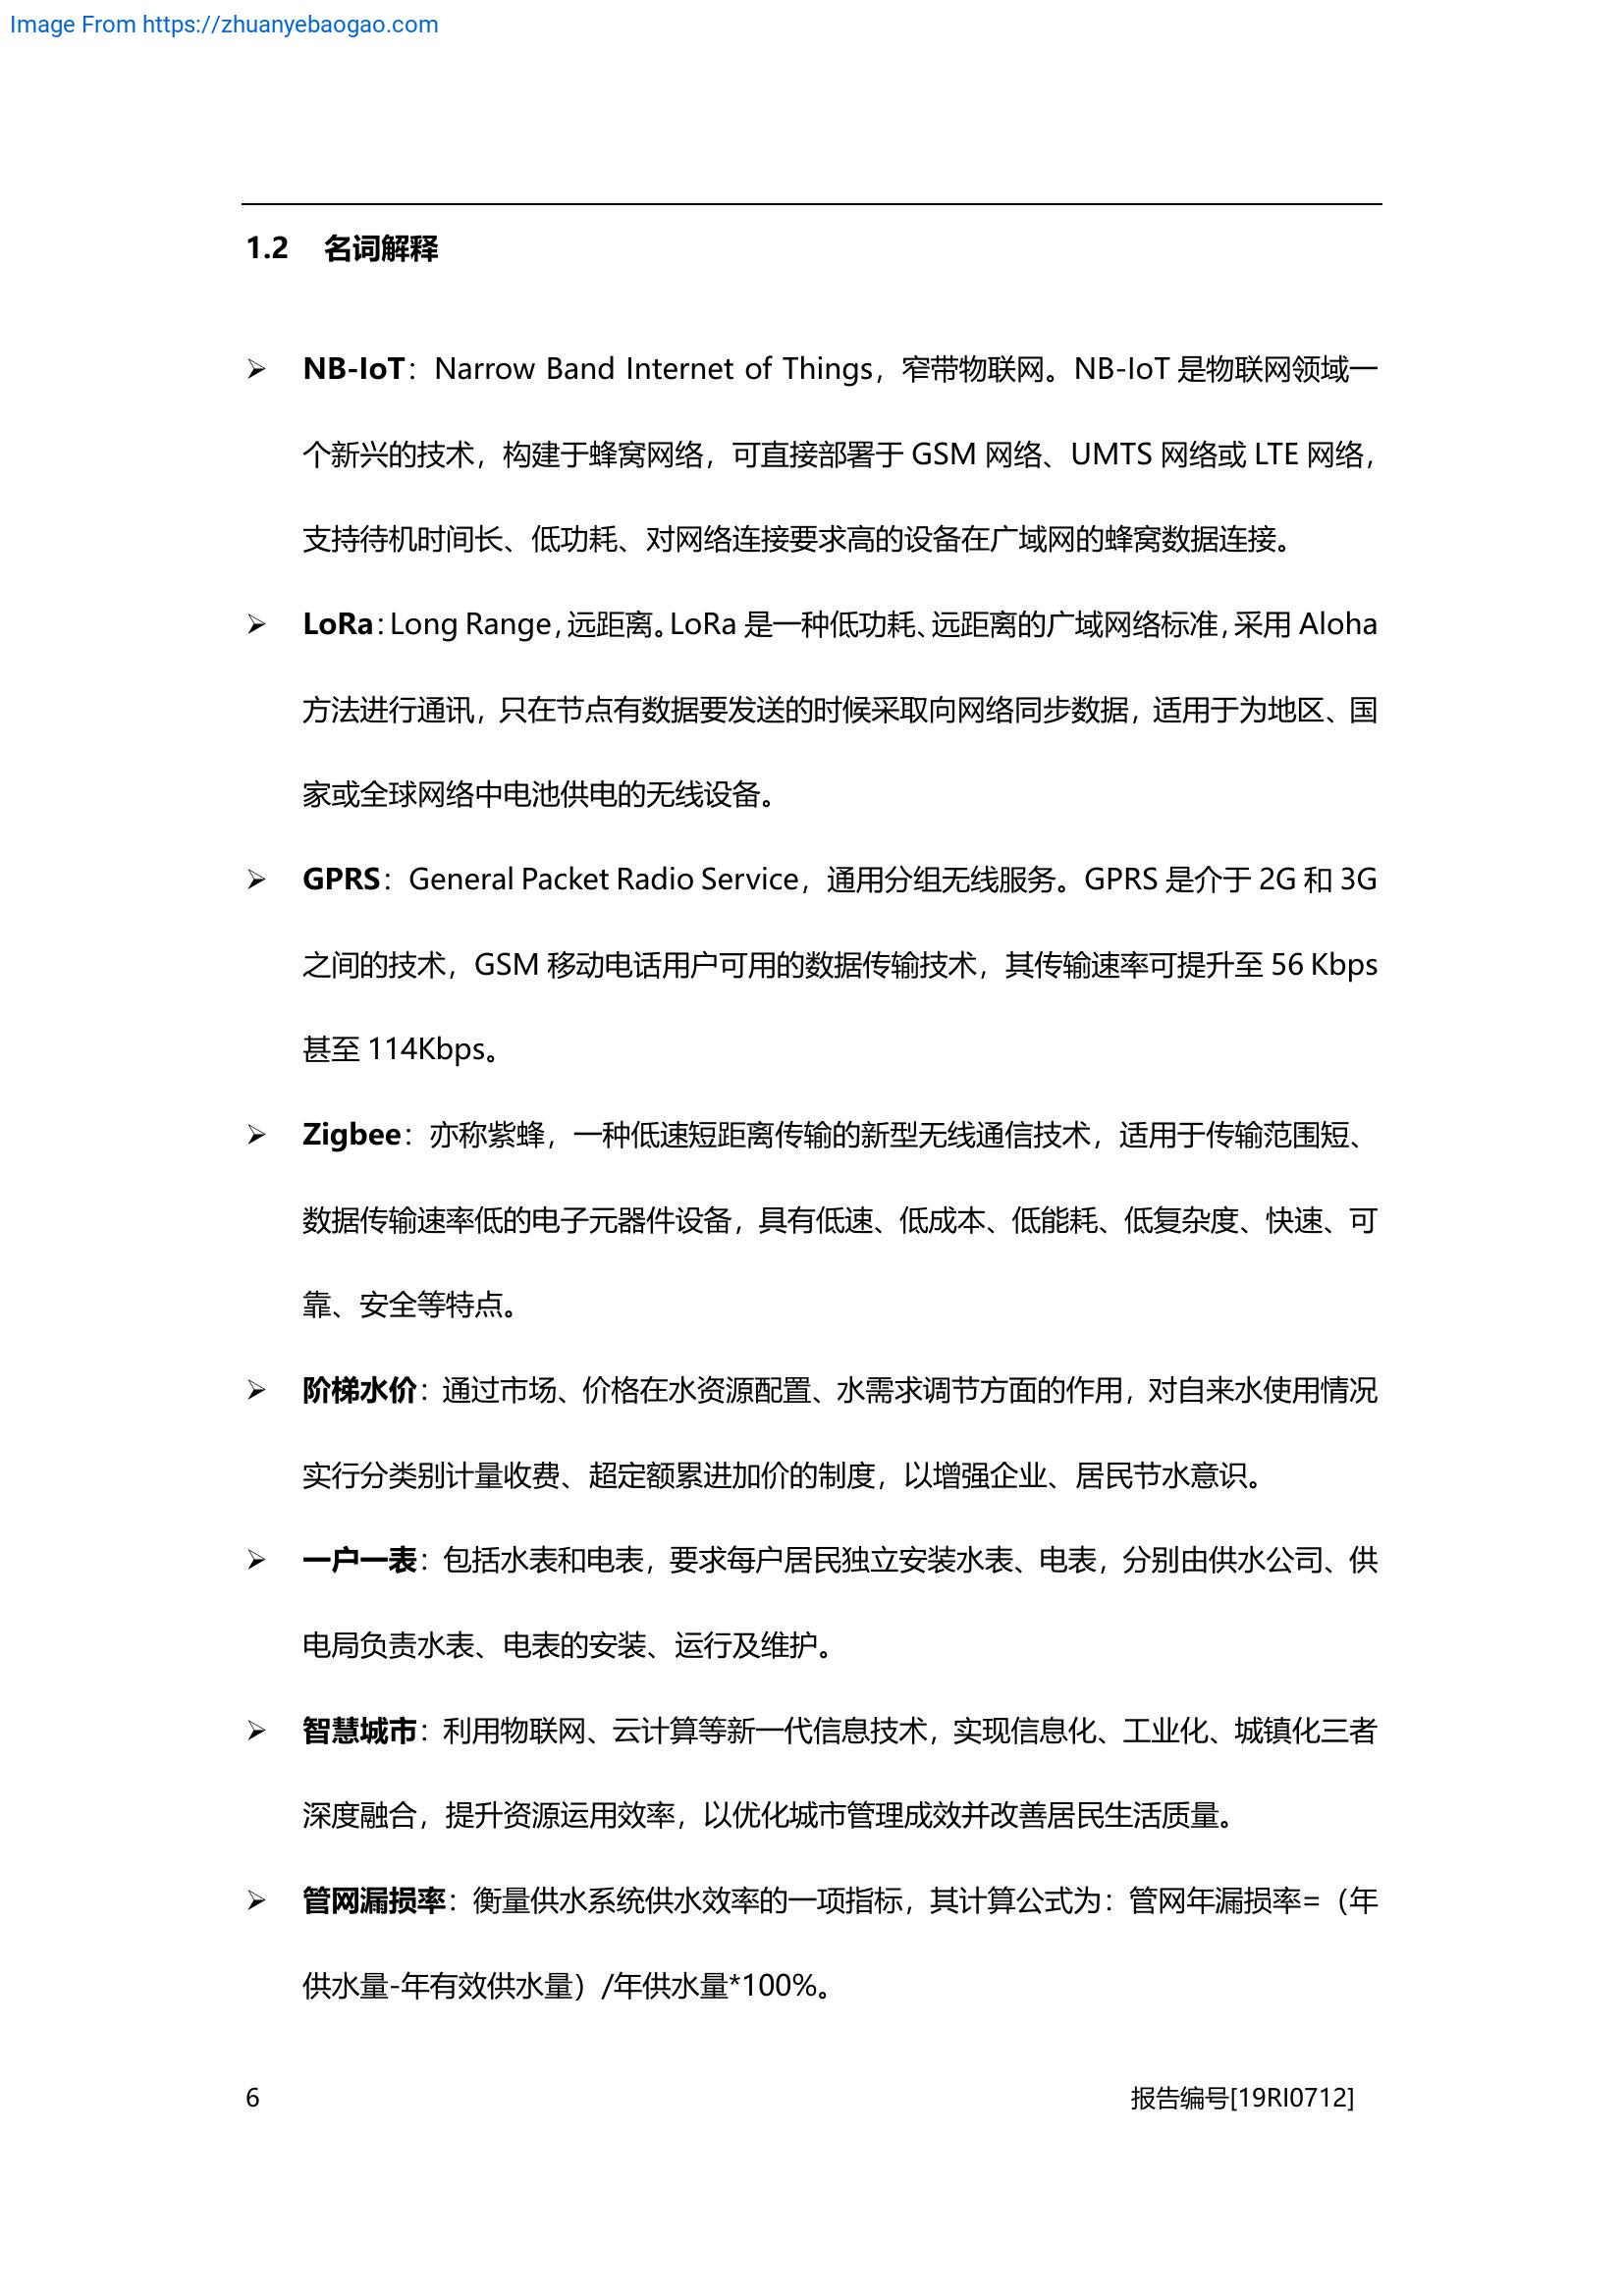 Image From https://zhuanyebaogao.com
1.2 名词解释
➢ NB-IoT：Narrow Band Internet of Things，窄带物联网。NB-IoT 是物联网领域一
个新兴的技术，构建于蜂窝网络，可直接部署于 GSM 网络、UMTS 网络或 LTE 网络，
支持待机时间长、低功耗、对网络连接要求高的设备在广域网的蜂窝数据连接。
➢ LoRa：Long Range，远距离。LoRa 是一种低功耗、远距离的广域网络标准，采用 Aloha
方法进行通讯，只在节点有数据要发送的时候采取向网络同步数据，适用于为地区、国
家或全球网络中电池供电的无线设备。
➢ GPRS：General Packet Radio Service，通用分组无线服务。GPRS 是介于 2G 和 3G
之间的技术，GSM 移动电话用户可用的数据传输技术，其传输速率可提升至 56 Kbps
甚至 114Kbps。
➢ Zigbee：亦称紫蜂，一种低速短距离传输的新型无线通信技术，适用于传输范围短、
数据传输速率低的电子元器件设备，具有低速、低成本、低能耗、低复杂度、快速、可
靠、安全等特点。
➢ 阶梯水价：通过市场、价格在水资源配置、水需求调节方面的作用，对自来水使用情况
实行分类别计量收费、超定额累进加价的制度，以增强企业、居民节水意识。
➢ 一户一表：包括水表和电表，要求每户居民独立安装水表、电表，分别由供水公司、供
电局负责水表、电表的安装、运行及维护。
➢ 智慧城市：利用物联网、云计算等新一代信息技术，实现信息化、工业化、城镇化三者
深度融合，提升资源运用效率，以优化城市管理成效并改善居民生活质量。
➢ 管网漏损率：衡量供水系统供水效率的一项指标，其计算公式为：管网年漏损率=（年
供水量-年有效供水量）/年供水量*100%。
6 报告编号[19RI0712]